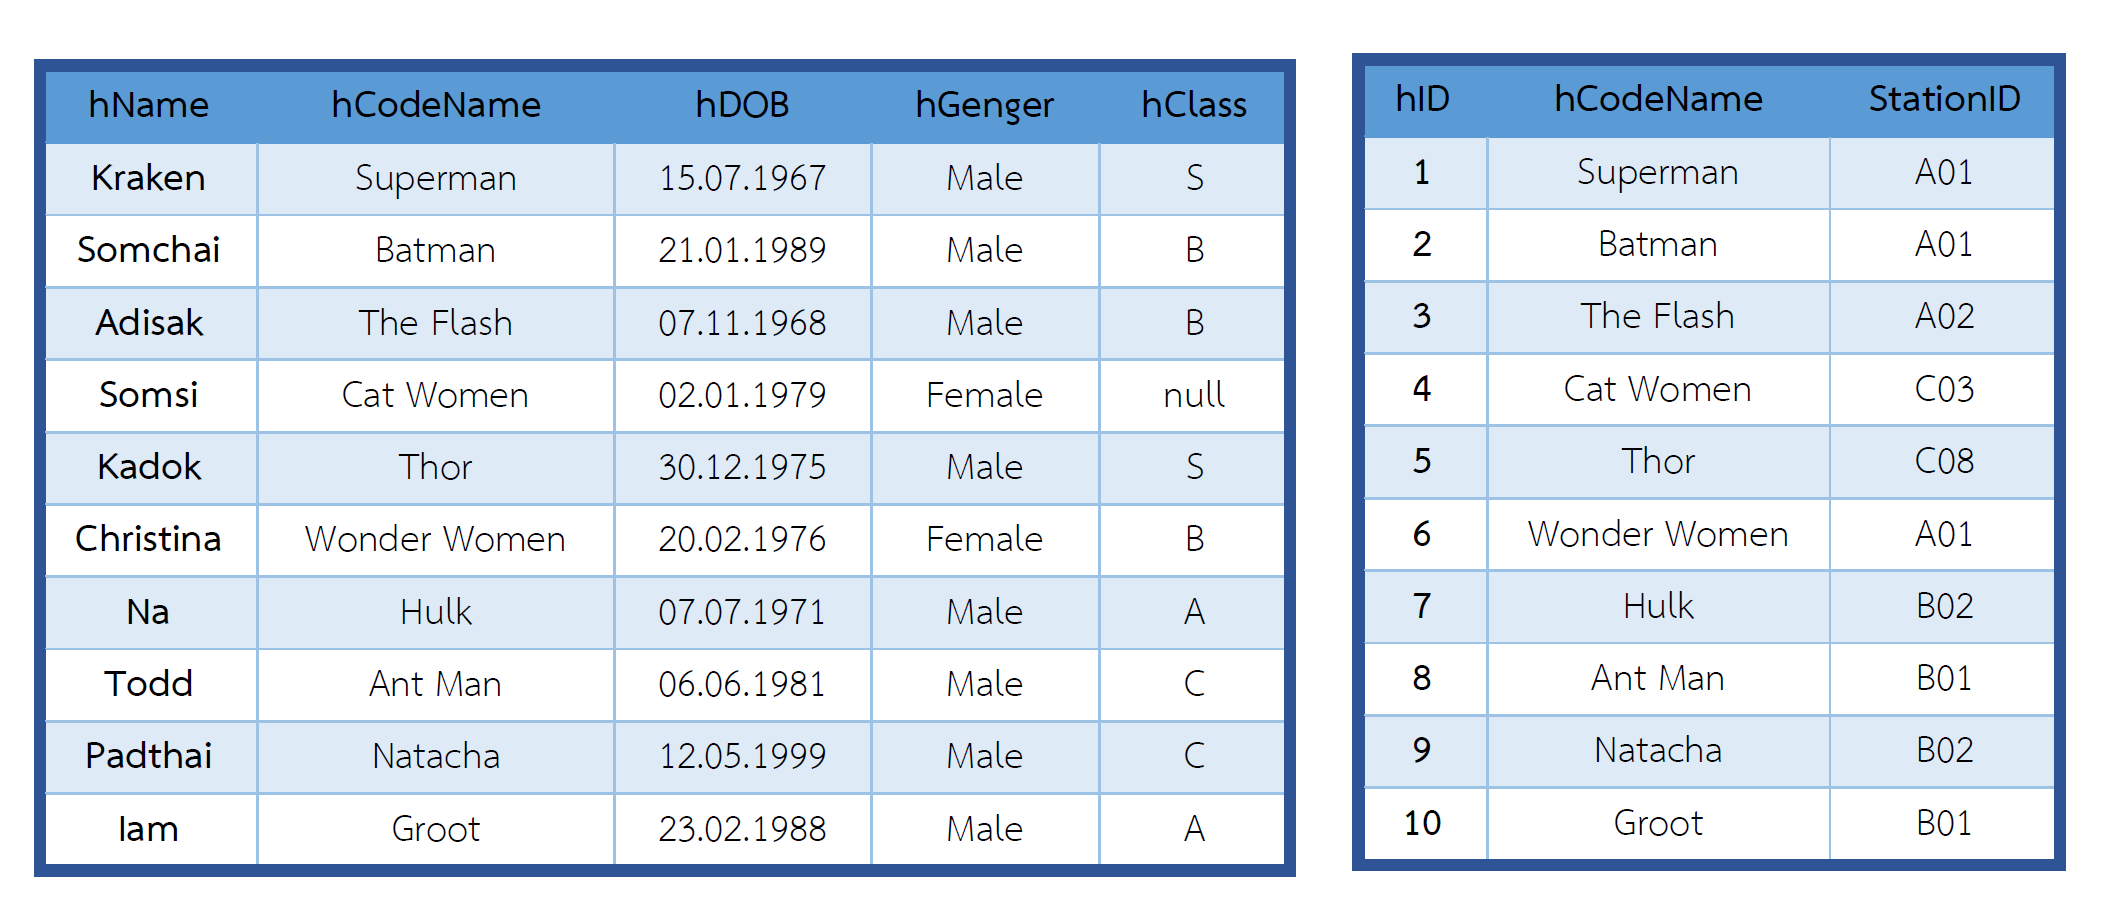 hName hCodeName hDOB hGenger hClass
Kraken Superman 15.07.1967 Male S
Somchai Batman 21.01.1989 Male B
Adisak The Flash 07.11.1968 Male B
Somsi Cat Women 02.01.1979 Female null
Kadok Thor 30.12.1975 Male S
Christina Wonder Women 20.02.1976 Female B
Na Hulk 07.07.1971 Male A
Todd Ant Man 06.06.1981 Male C
Padthai Natacha 12.05.1999 Male C
Iam Groot 23.02.1988 Male A
hID hCodeName StationID
1 Superman A01
2 Batman A01
3 The Flash A02
4 Cat Women C03
5 Thor C08
6 Wonder Women A01
7 Hulk B02
8 Ant Man B01
9 Natacha B02
10 Groot B01